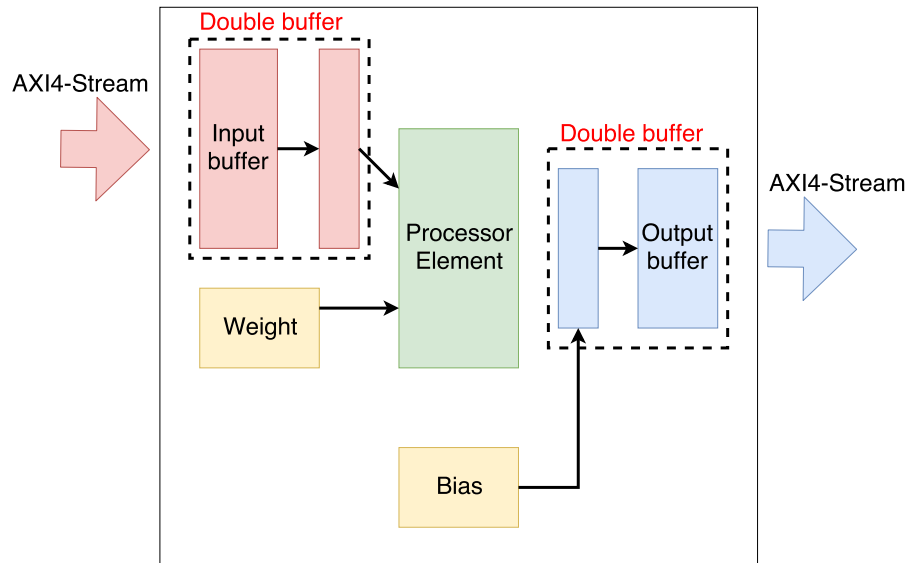 Double buffer
AXI4-Stream
Input
buffer
Double buffer
Processor
Element
AXI4-Stream
Output
buffer
Weight
Bias